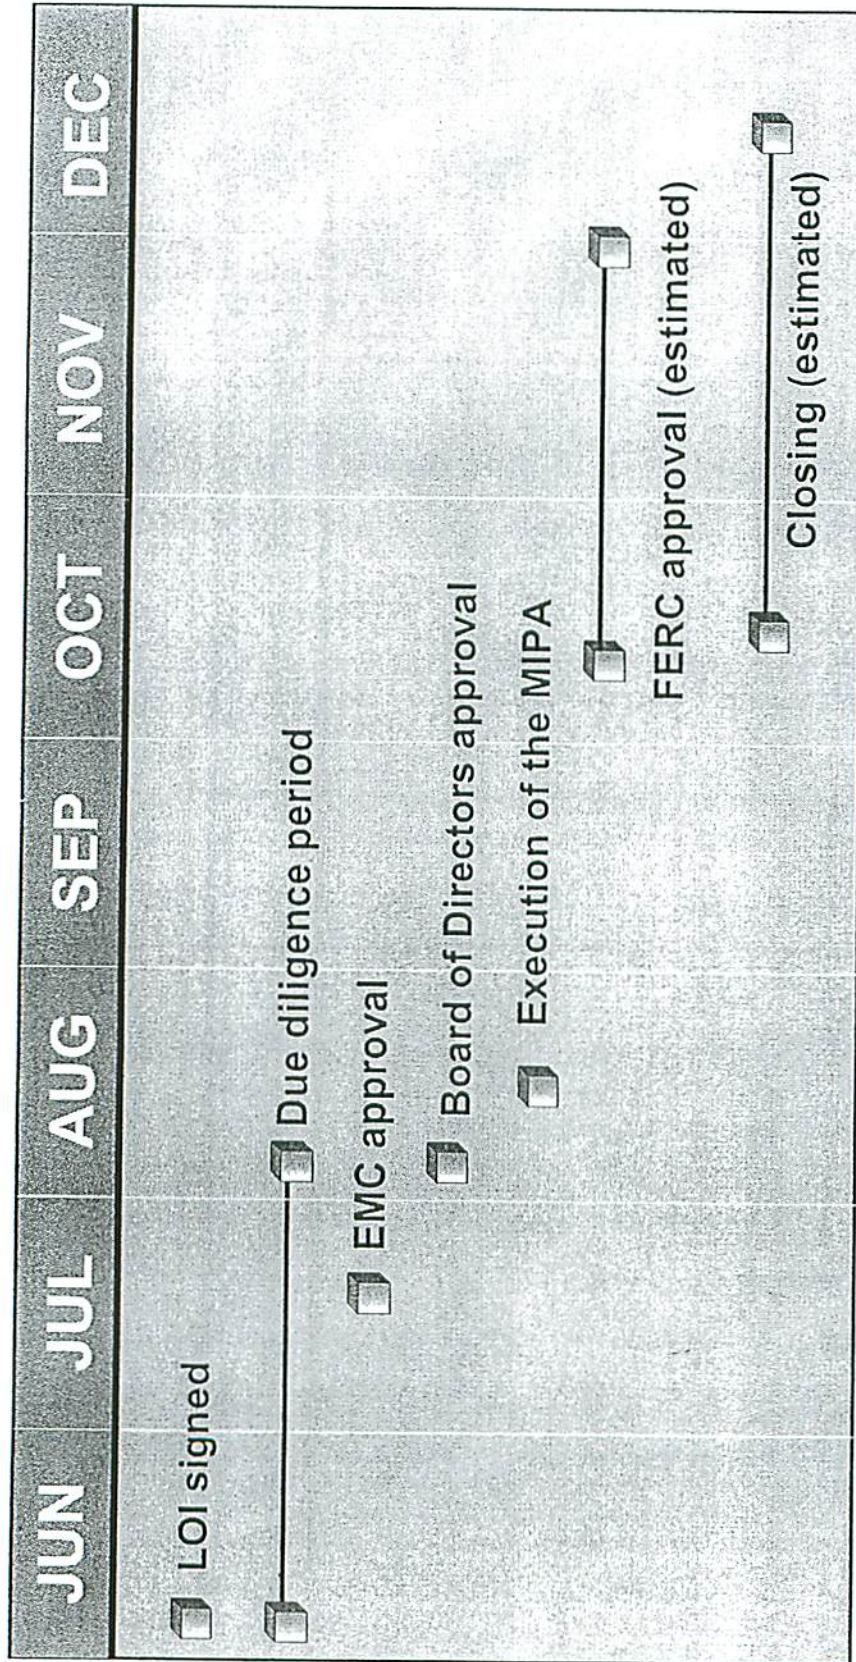 JUN JUL AUG SEP OCT NOV DEC
LOI signed
Due diligence period
EMC approval
Board of Directors approval
Execution of the MIPA
FERC approval (estimated)
Closing (estimated)